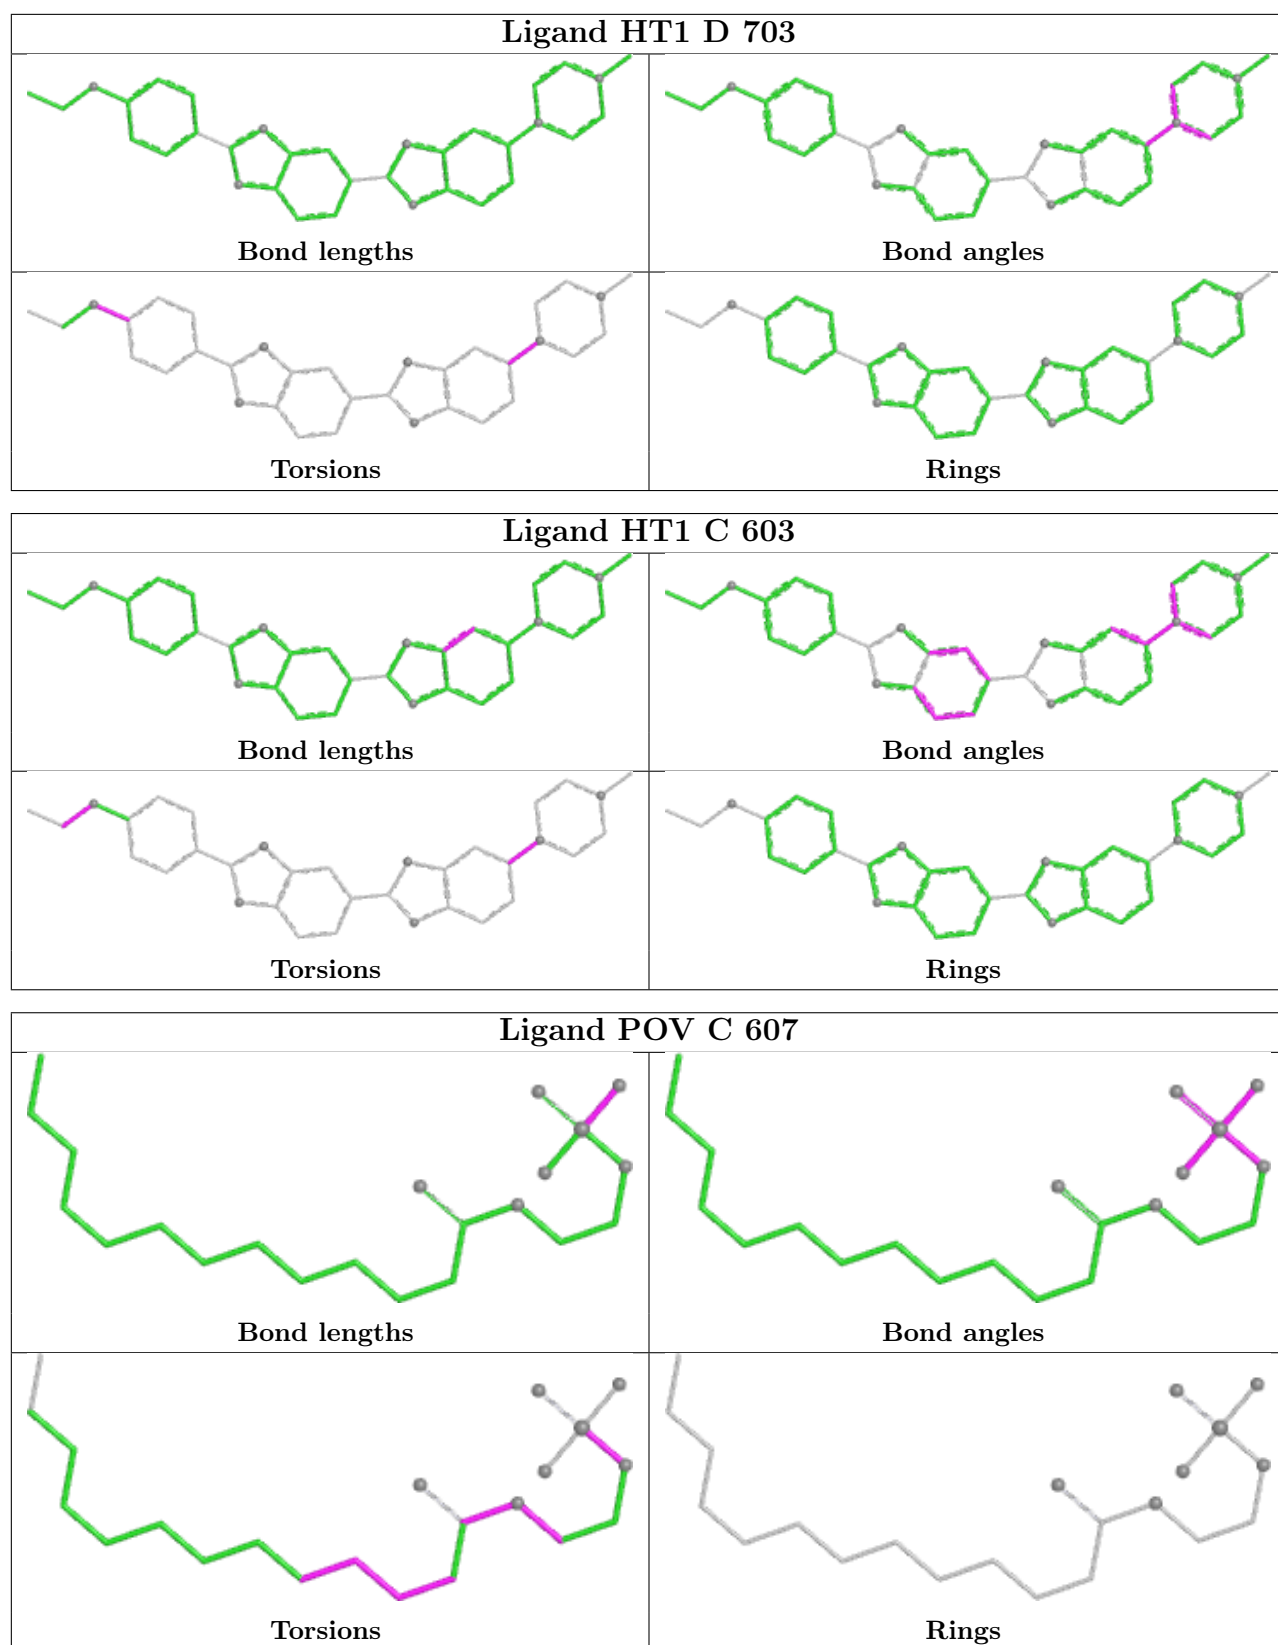 Ligand HT1 D 703
Bond lengths
Bond angles
Torsions
Rings
Ligand HT1 C 603
Bond lengths
Bond angles
Torsions
Rings
Ligand POV C 607
Bond lengths
Bond angles
Torsions
Rings